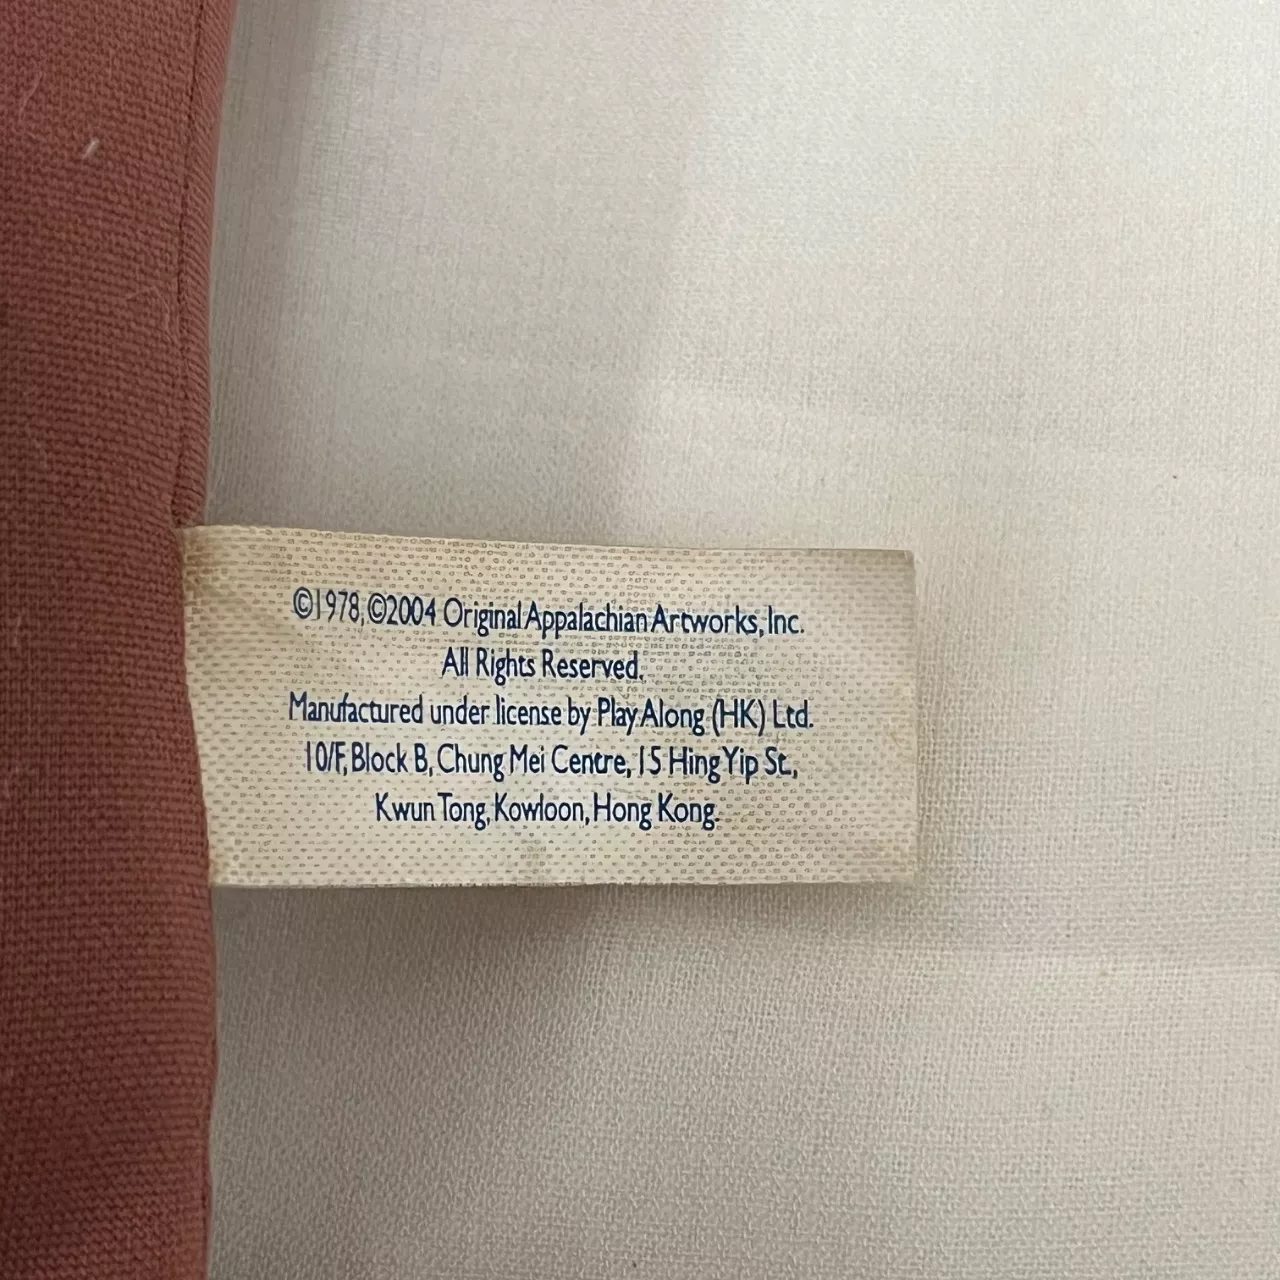 ©1978, ©2004 Original Appalachian Artworks, Inc.
All Rights Reserved.
Manufactured under license by Play Along (HK) Ltd.
10/F, Block B, Chung Mei Centre, 15 Hing Yip St.,
Kwun Tong, Kowloon, Hong Kong.